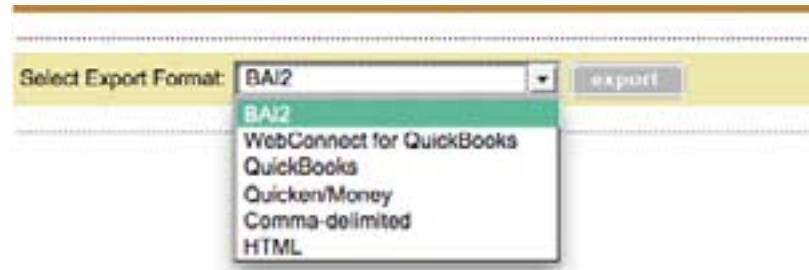 Select Export Format: BAI2 export
BAI2
WebConnect for QuickBooks
QuickBooks
Quicken/Money
Comma-delimited
HTML